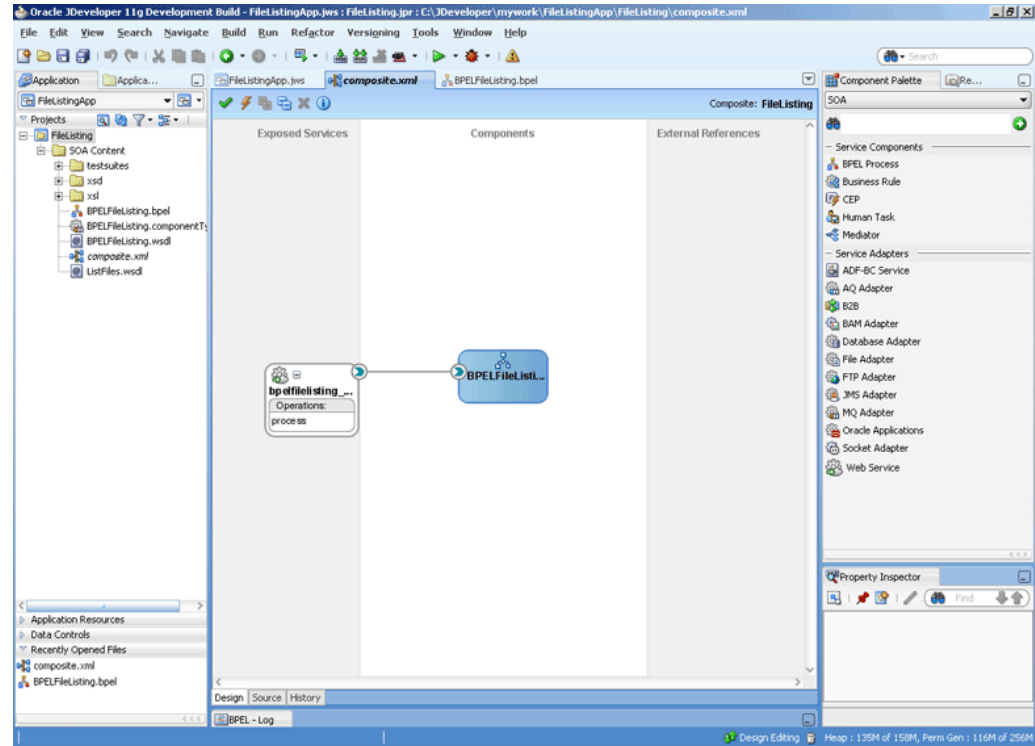 Oracle JDeveloper 11g Development Build - FileListingApp.jws : FileListing.jpr : C:\JDeveloper\mywork\FileListingApp\FileListing\composite.xml
File Edit View Search Navigate Build Run Refactor Versioning Tools Window Help
Search
Application
Applica...
FileListingApp
Projects
FileListing
SOA Content
testsuites
xsd
xsl
BPELFileListing.bpel
BPELFileListing.componentTy
BPELFileListing.wsdl
composite.xml
ListFiles.wsdl
Application Resources
Data Controls
Recently Opened Files
composite.xml
BPELFileListing.bpel
FileListingApp.jws
composite.xml
BPELFileListing.bpel
Composite: FileListing
Exposed Services
Components
External References
bpelfilelisting_...
Operations:
process
BPELFileListi...
Design Source History
BPEL - Log
Component Palette
Re...
SOA
Service Components
BPEL Process
Business Rule
CEP
Human Task
Mediator
Service Adapters
ADF-BC Service
AQ Adapter
B2B
BAM Adapter
Database Adapter
File Adapter
FTP Adapter
JMS Adapter
MQ Adapter
Oracle Applications
Socket Adapter
Web Service
Property Inspector
Find
Design Editing
Heap : 135M of 158M, Perm Gen : 116M of 256M